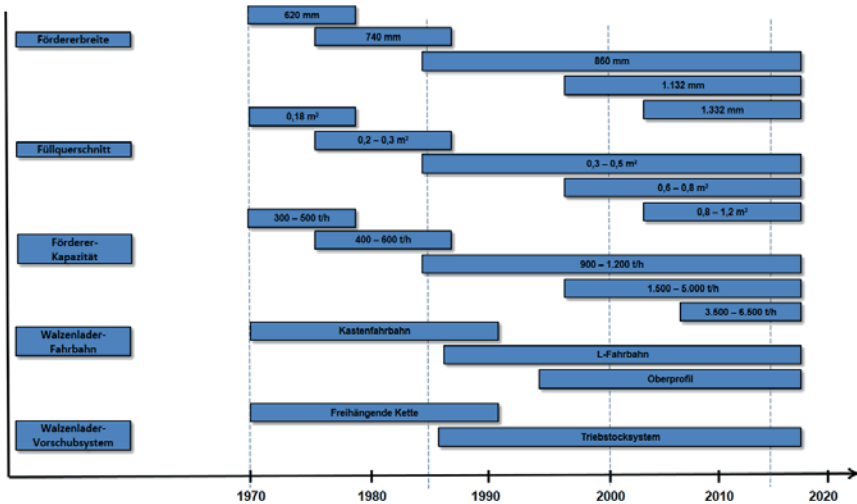 620 mm
Fördererbreite
740 mm
860 mm
1.132 mm
1.332 mm
0,18 m²
Füllquerschnitt
0,2 – 0,3 m²
0,3 – 0,5 m²
0,6 – 0,8 m²
0,8 – 1,2 m²
300 – 500 t/h
Förderer-
Kapazität
400 – 600 t/h
900 – 1.200 t/h
1.500 – 5.000 t/h
3.500 – 6.500 t/h
Walzenlader-
Fahrbahn
Kastenfahrbahn
L-Fahrbahn
Oberprofil
Walzenlader-
Vorschubsystem
Freihängende Kette
Triebstocksystem
1970 1980 1990 2000 2010 2020